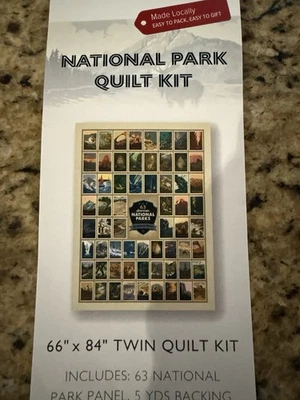 Made Locally
EASY TO PACK, EASY TO GIFT
NATIONAL PARK
QUILT KIT
63
NATIONAL
PARKS
66" x 84" TWIN QUILT KIT
INCLUDES: 63 NATIONAL
PARK PANEL, 5 YDS BACKING